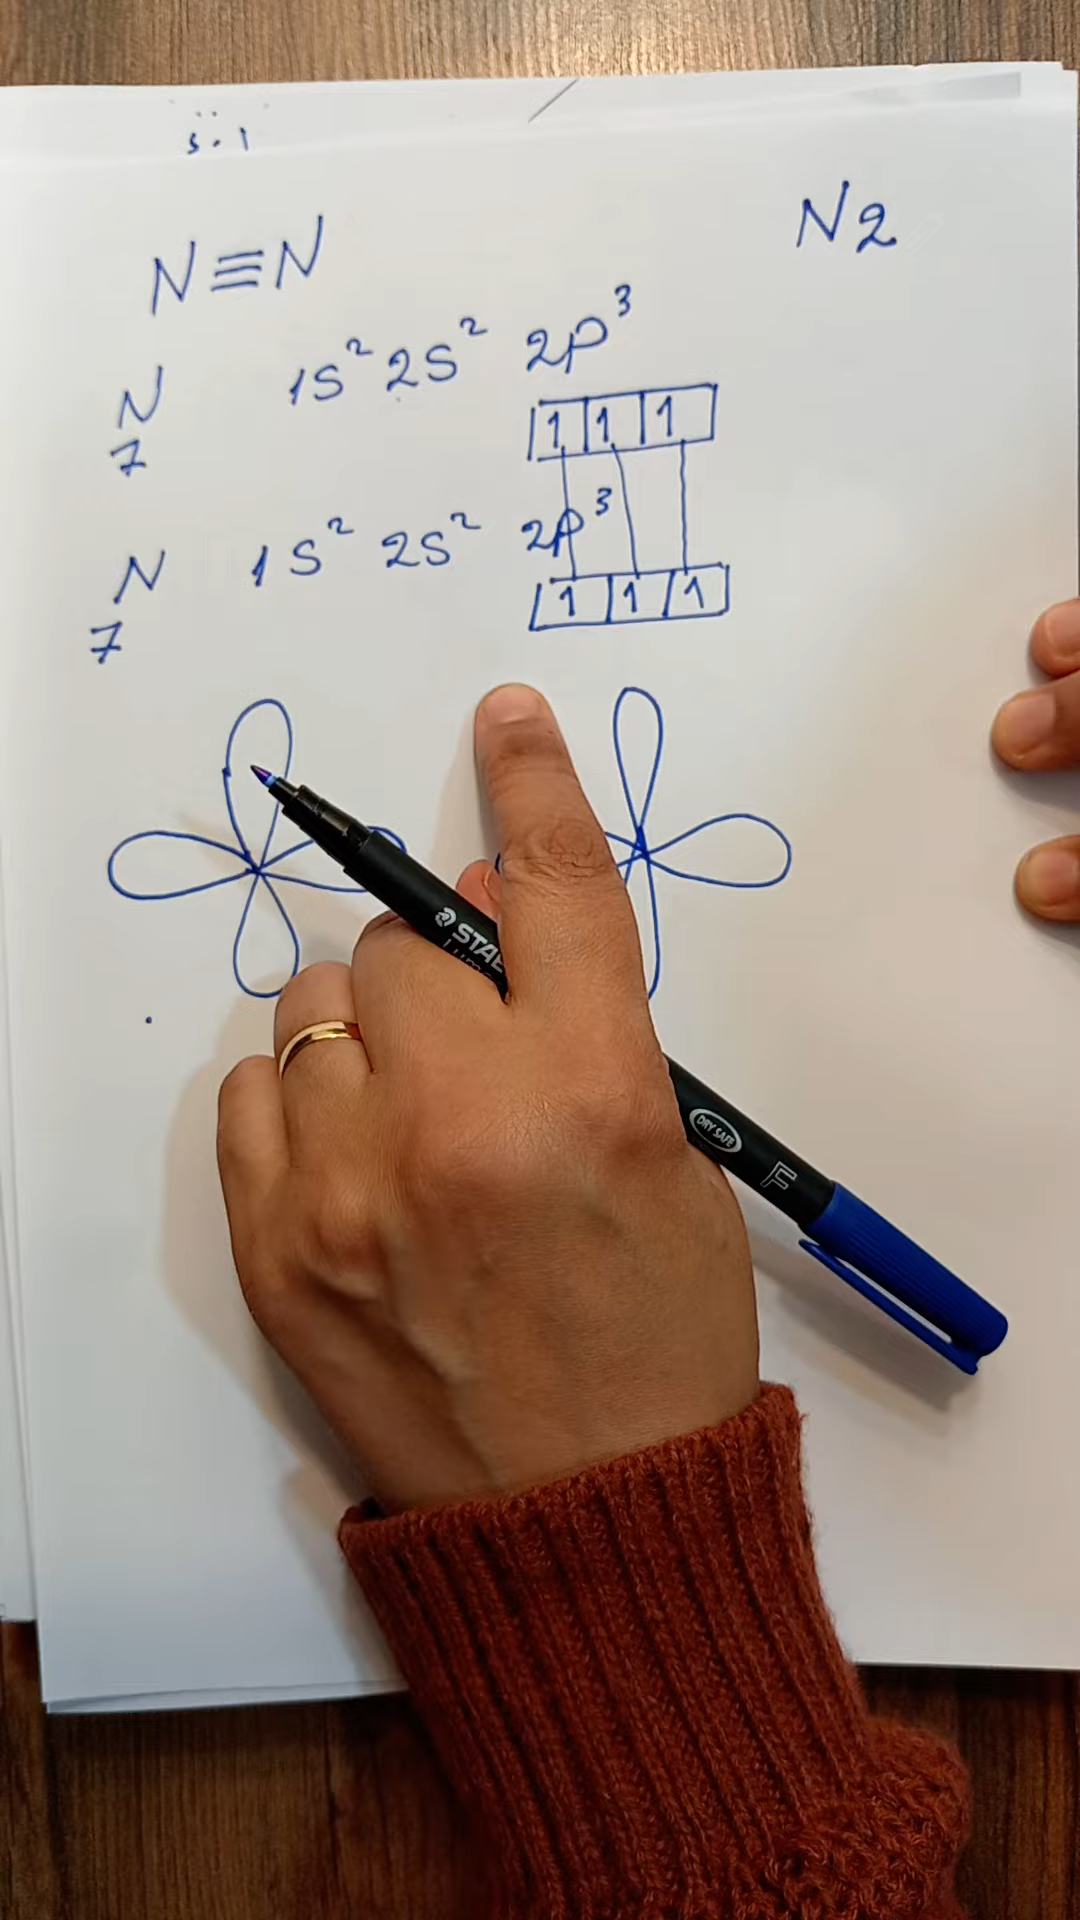 N≡N
N2
N 1S² 2S² 2P³
7
1 1 1
N 1S² 2S² 2P³
7
1 1 1
STAE
DRY SAFE
F